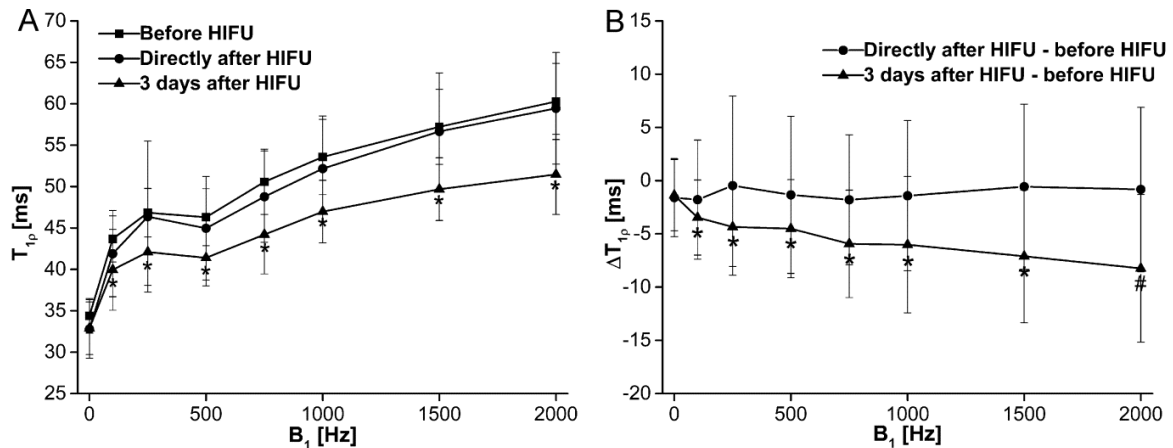 A
Before HIFU
Directly after HIFU
3 days after HIFU
T1ρ [ms]
70
65
60
55
50
45
40
35
30
25
* * * * * * *
0 500 1000 1500 2000
B1 [Hz]
B
Directly after HIFU - before HIFU
3 days after HIFU - before HIFU
ΔT1ρ [ms]
15
10
5
0
-5
-10
-15
-20
* * * * * * #
0 500 1000 1500 2000
B1 [Hz]